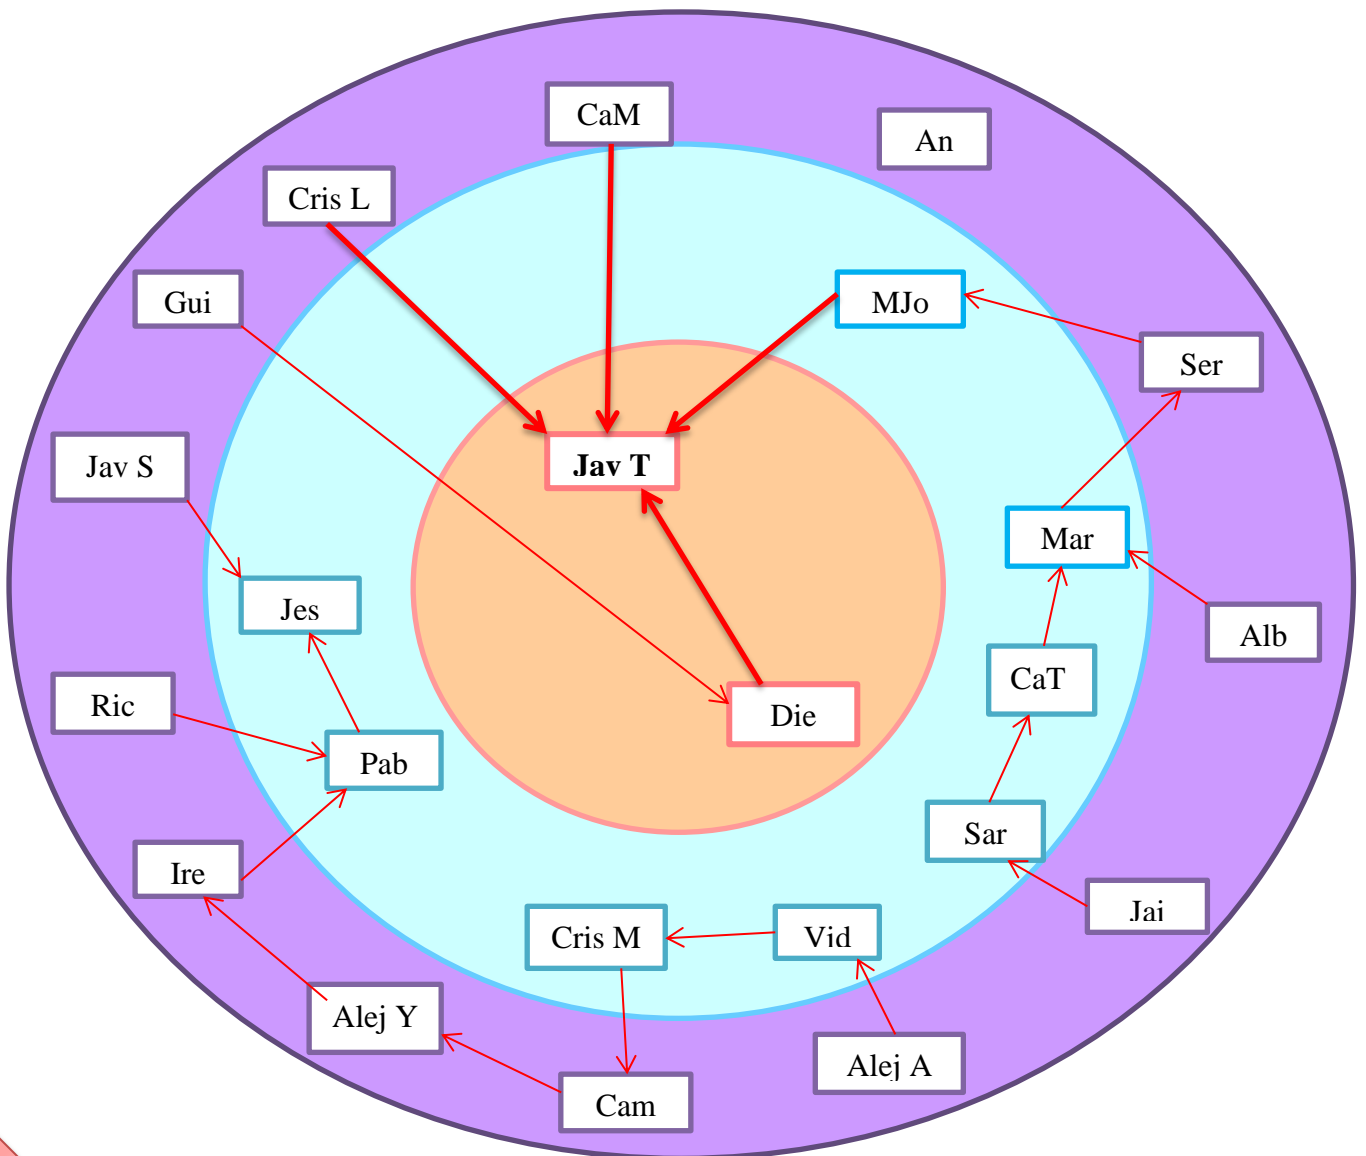 CaM
An
Cris L
Gui
MJo
Ser
Jav S
Jav T
Mar
Jes
Alb
CaT
Ric
Die
Pab
Sar
Ire
Jai
Cris M
Vid
Alej Y
Alej A
Cam